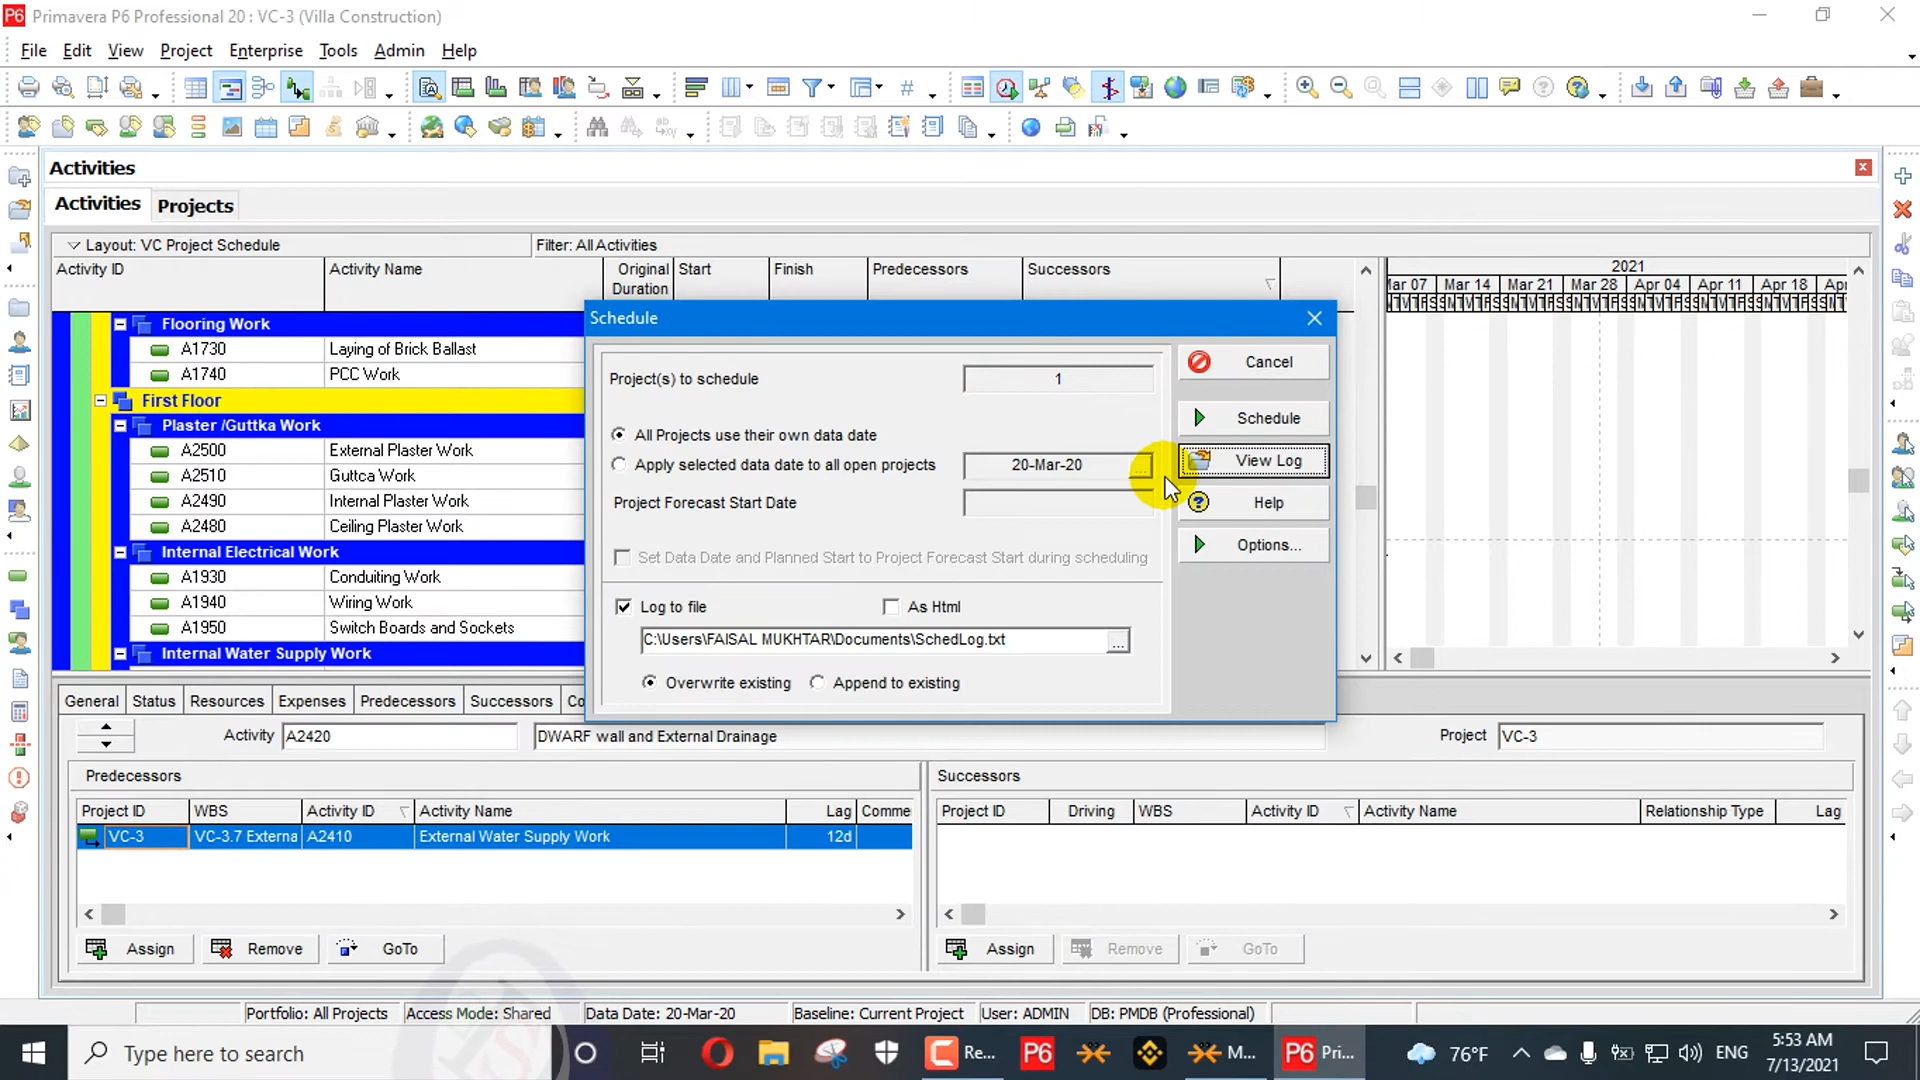 Primavera P6 Professional 20 : VC-3 (Villa Construction)
File Edit View Project Enterprise Tools Admin Help
Activities
Activities Projects
Layout: VC Project Schedule Filter: All Activities
Activity ID Activity Name Original Duration Start Finish Predecessors Successors
2021
Mar 14 Mar 21 Mar 28 Apr 04 Apr 11 Apr 18
Flooring Work
A1730 Laying of Brick Ballast
A1740 PCC Work
First Floor
Plaster /Guttka Work
A2500 External Plaster Work
A2510 Guttca Work
A2490 Internal Plaster Work
A2480 Ceiling Plaster Work
Internal Electrical Work
A1930 Conduiting Work
A1940 Wiring Work
A1950 Switch Boards and Sockets
Internal Water Supply Work
Schedule
Project(s) to schedule 1
Cancel
All Projects use their own data date
Schedule
Apply selected data date to all open projects 20-Mar-20 ...
View Log
Project Forecast Start Date
Help
Set Data Date and Planned Start to Project Forecast Start during scheduling
Options...
Log to file As Html
C:\Users\FAISAL MUKHTAR\Documents\SchedLog.txt ...
Overwrite existing Append to existing
General Status Resources Expenses Predecessors Successors Co
Activity A2420 DWARF wall and External Drainage Project VC-3
Predecessors Successors
Project ID WBS Activity ID Activity Name Lag Comme
VC-3 VC-3.7 Externa A2410 External Water Supply Work 12d
Project ID Driving WBS Activity ID Activity Name Relationship Type Lag
Assign Remove GoTo Assign Remove GoTo
Portfolio: All Projects Access Mode: Shared Data Date: 20-Mar-20 Baseline: Current Project User: ADMIN DB: PMDB (Professional)
Type here to search Re... P6 M... P6 Pri... 76°F ENG
5:53 AM
7/13/2021